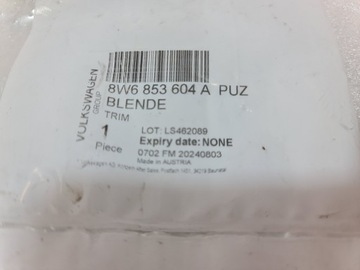 VOLKSWAGEN
GROUP
8W6 853 604 A PUZ
BLENDE
TRIM
1
Piece
LOT: LS462089
Expiry date: NONE
0702 FM 20240803
Made in AUSTRIA